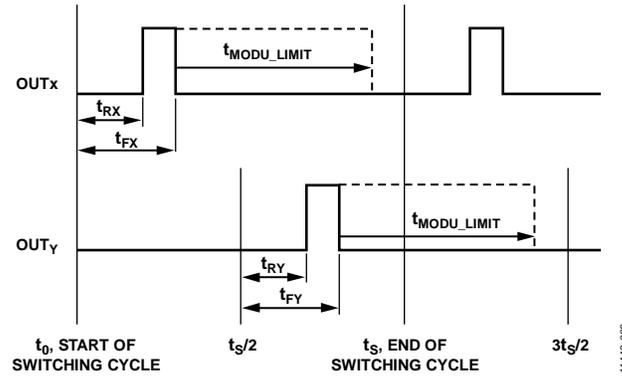 OUTx
tMODU_LIMIT
tRX
tFX
OUTY
tMODU_LIMIT
tRY
tFY
t0, START OF
SWITCHING CYCLE
tS/2
tS, END OF
SWITCHING CYCLE
3tS/2